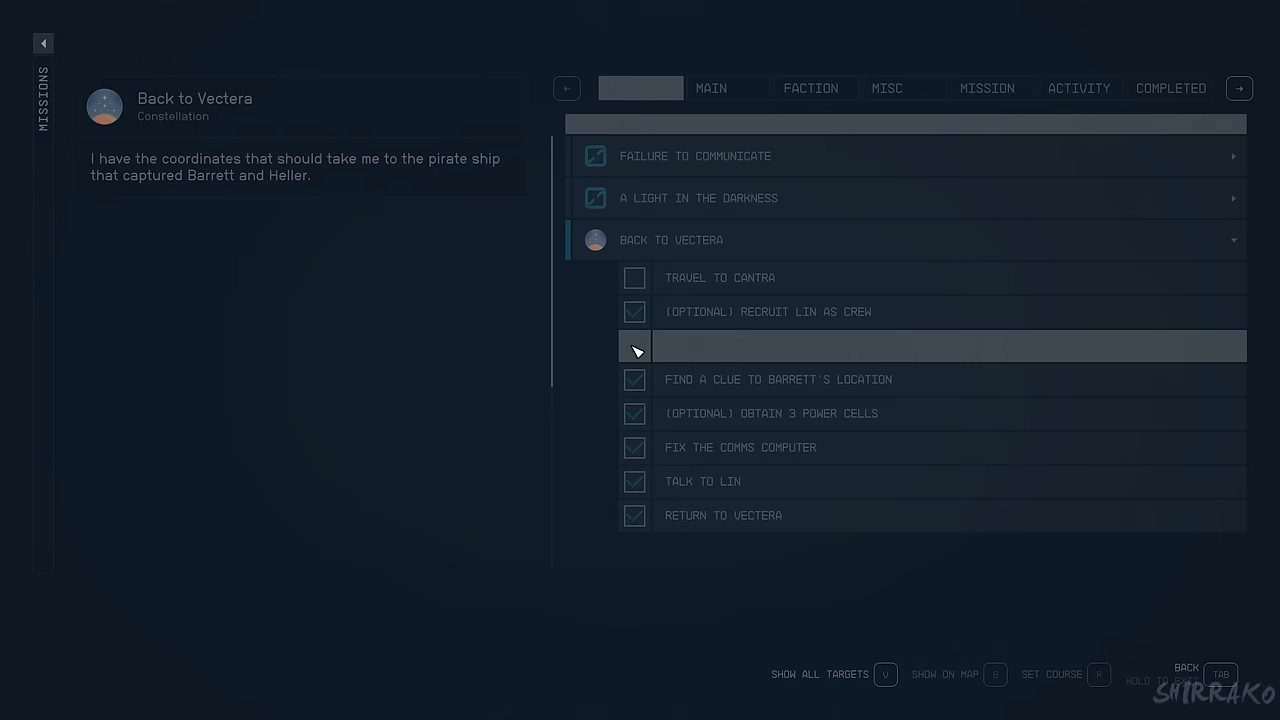 MISSIONS
Back to Vectera
Constellation
I have the coordinates that should take me to the pirate ship
that captured Barrett and Heller.
MAIN FACTION MISC MISSION ACTIVITY COMPLETED
FAILURE TO COMMUNICATE
A LIGHT IN THE DARKNESS
BACK TO VECTERA
TRAVEL TO CANTRA
(OPTIONAL) RECRUIT LIN AS CREW
FIND A CLUE TO BARRETT'S LOCATION
(OPTIONAL) OBTAIN 3 POWER CELLS
FIX THE COMMS COMPUTER
TALK TO LIN
RETURN TO VECTERA
SHOW ALL TARGETS V SHOW ON MAP B SET COURSE R BACK TAB
HOLD TO EXIT
SHIRRAKO